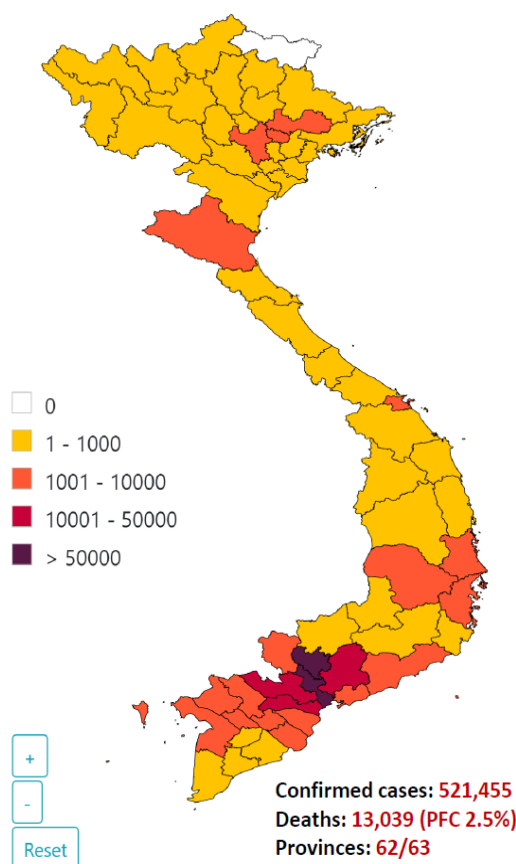 0
1 - 1000
1001 - 10000
10001 - 50000
> 50000
+
-
Reset
Confirmed cases: 521,455
Deaths: 13,039 (PFC 2.5%)
Provinces: 62/63